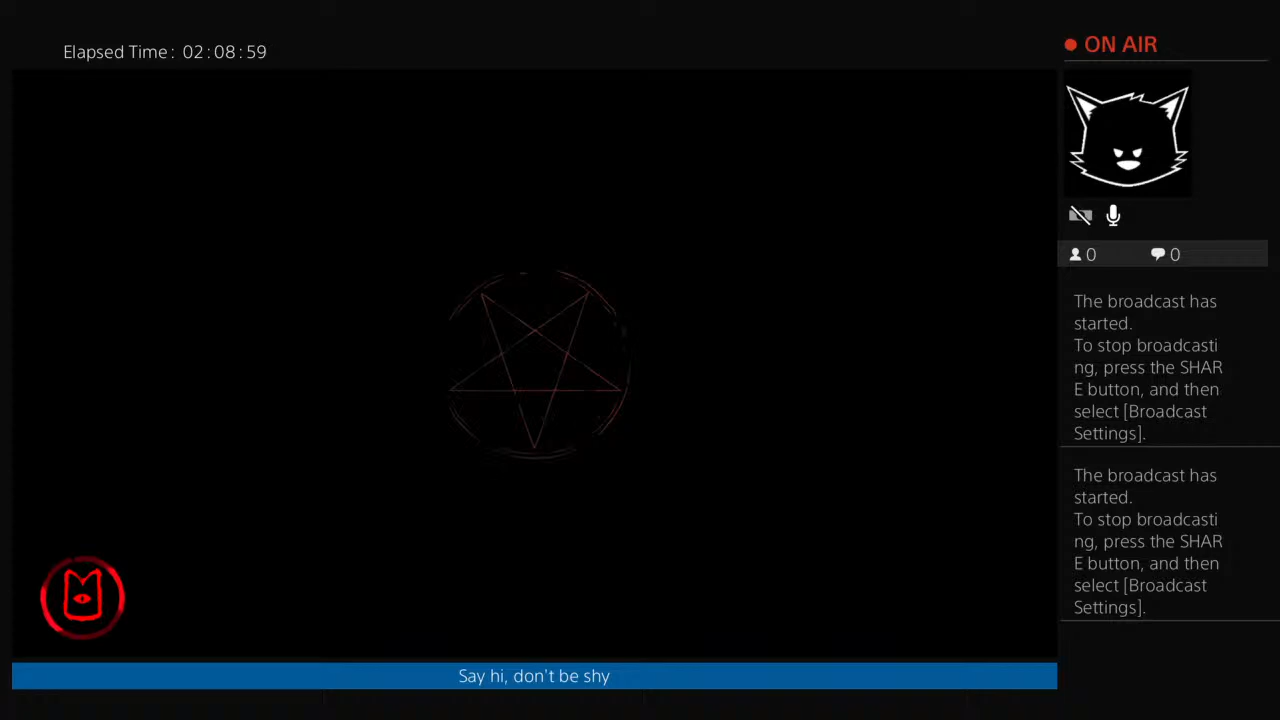 Elapsed Time: 02:08:59
ON AIR
0 0
The broadcast has
started.
To stop broadcasti
ng, press the SHAR
E button, and then
select [Broadcast
Settings].
The broadcast has
started.
To stop broadcasti
ng, press the SHAR
E button, and then
select [Broadcast
Settings].
Say hi, don't be shy